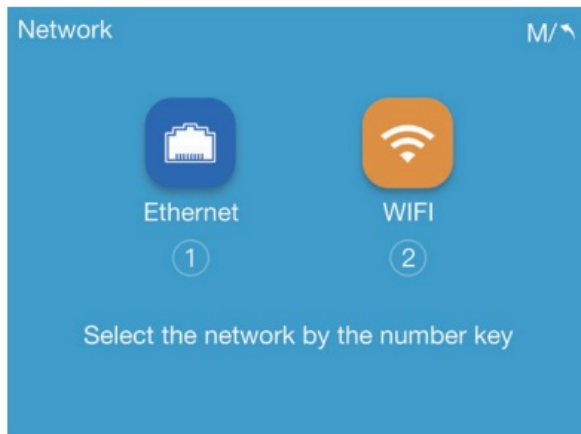 Network
M/
Ethernet
WIFI
1
2
Select the network by the number key